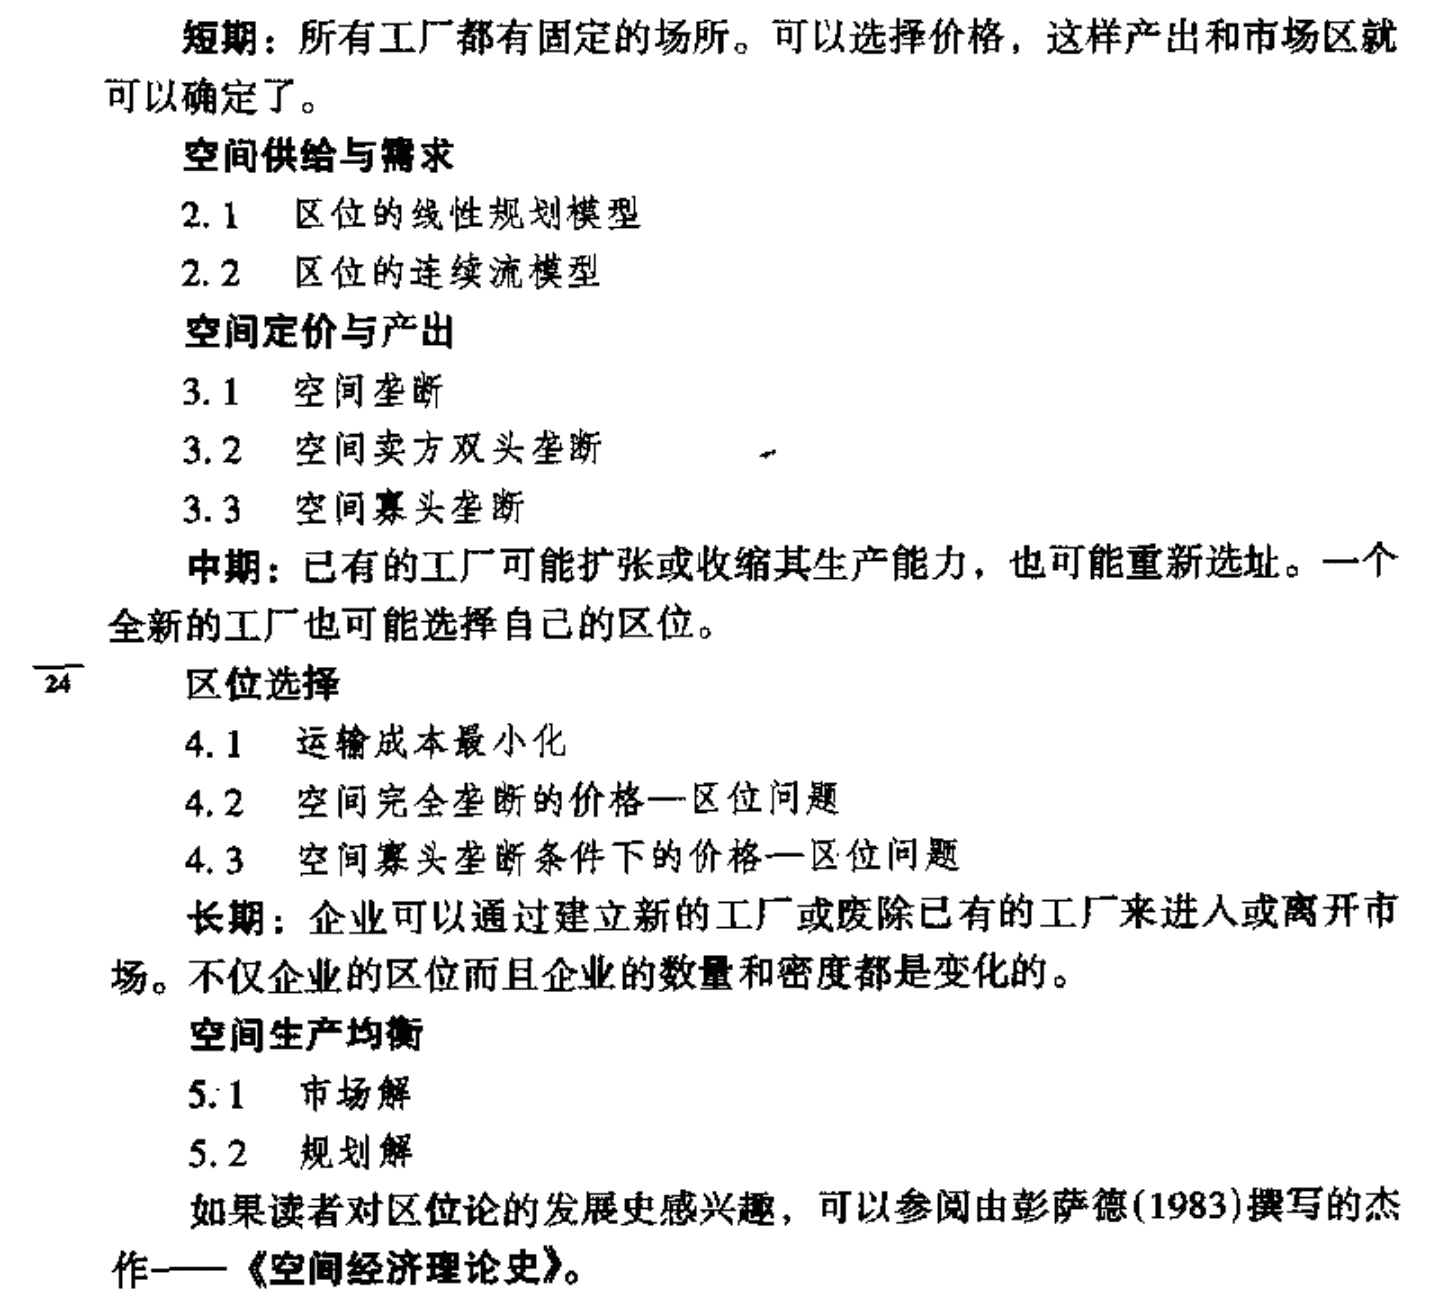 短期：所有工厂都有固定的场所。可以选择价格，这样产出和市场区就
可以确定了。
空间供给与需求
2.1 区位的线性规划模型
2.2 区位的连续流模型
空间定价与产出
3.1 空间垄断
3.2 空间卖方双头垄断
3.3 空间寡头垄断
中期：已有的工厂可能扩张或收缩其生产能力，也可能重新选址。一个
全新的工厂也可能选择自己的区位。
24
区位选择
4.1 运输成本最小化
4.2 空间完全垄断的价格—区位问题
4.3 空间寡头垄断条件下的价格—区位问题
长期：企业可以通过建立新的工厂或废除已有的工厂来进入或离开市
场。不仅企业的区位而且企业的数量和密度都是变化的。
空间生产均衡
5.1 市场解
5.2 规划解
如果读者对区位论的发展史感兴趣，可以参阅由彭萨德(1983)撰写的杰
作——《空间经济理论史》。